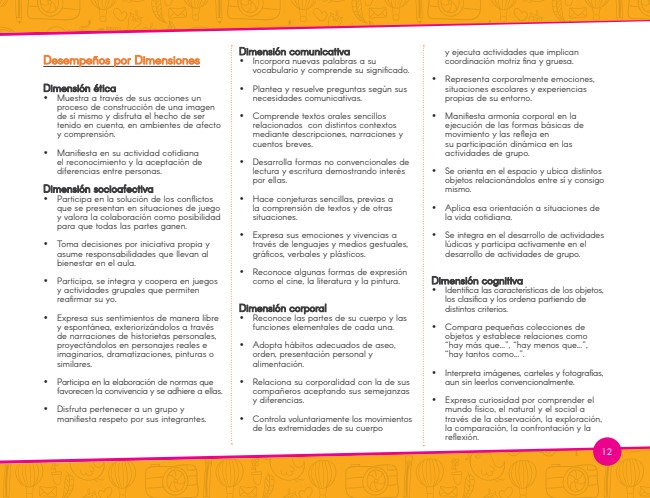 Desempeños por Dimensiones
Dimensión ética
• Muestra a través de sus acciones un
proceso de construcción de una imagen
de sí mismo y disfruta el hecho de ser
tenido en cuenta, en ambientes de afecto
y comprensión.
• Manifiesta en su actividad cotidiana
el reconocimiento y la aceptación de
diferencias entre personas.
Dimensión socioafectiva
• Participa en la solución de los conflictos
que se presentan en situaciones de juego
y valora la colaboración como posibilidad
para que todas las partes ganen.
• Toma decisiones por iniciativa propia y
asume responsabilidades que llevan al
bienestar en el aula.
• Participa, se integra y coopera en juegos
y actividades grupales que permiten
reafirmar su yo.
• Expresa sus sentimientos de manera libre
y espontánea, exteriorizándolos a través
de narraciones de historietas personales,
proyectándolos en personajes reales e
imaginarios, dramatizaciones, pinturas o
similares.
• Participa en la elaboración de normas que
favorecen la convivencia y se adhiere a ellas.
• Disfruta pertenecer a un grupo y
manifiesta respeto por sus integrantes.
Dimensión comunicativa
• Incorpora nuevas palabras a su
vocabulario y comprende su significado.
• Plantea y resuelve preguntas según sus
necesidades comunicativas.
• Comprende textos orales sencillos
relacionados con distintos contextos
mediante descripciones, narraciones y
cuentos breves.
• Desarrolla formas no convencionales de
lectura y escritura demostrando interés
por ellas.
• Hace conjeturas sencillas, previas a
la comprensión de textos y de otras
situaciones.
• Expresa sus emociones y vivencias a
través de lenguajes y medios gestuales,
gráficos, verbales y plásticos.
• Reconoce algunas formas de expresión
como el cine, la literatura y la pintura.
Dimensión corporal
• Reconoce las partes de su cuerpo y las
funciones elementales de cada una.
• Adopta hábitos adecuados de aseo,
orden, presentación personal y
alimentación.
• Relaciona su corporalidad con la de sus
compañeros aceptando sus semejanzas
y diferencias.
• Controla voluntariamente los movimientos
de las extremidades de su cuerpo
y ejecuta actividades que implican
coordinación motriz fina y gruesa.
• Representa corporalmente emociones,
situaciones escolares y experiencias
propias de su entorno.
• Manifiesta armonía corporal en la
ejecución de las formas básicas de
movimiento y las refleja en
su participación dinámica en las
actividades de grupo.
• Se orienta en el espacio y ubica distintos
objetos relacionándolos entre sí y consigo
mismo.
• Aplica esa orientación a situaciones de
la vida cotidiana.
• Se integra en el desarrollo de actividades
lúdicas y participa activamente en el
desarrollo de actividades de grupo.
Dimensión cognitiva
• Identifica las características de los objetos,
los clasifica y los ordena partiendo de
distintos criterios.
• Compara pequeñas colecciones de
objetos y establece relaciones como
“hay más que...”, “hay menos que...”,
“hay tantos como...”.
• Interpreta imágenes, carteles y fotografías,
aun sin leerlos convencionalmente.
• Expresa curiosidad por comprender el
mundo físico, el natural y el social a
través de la observación, la exploración,
la comparación, la confrontación y la
reflexión.
12